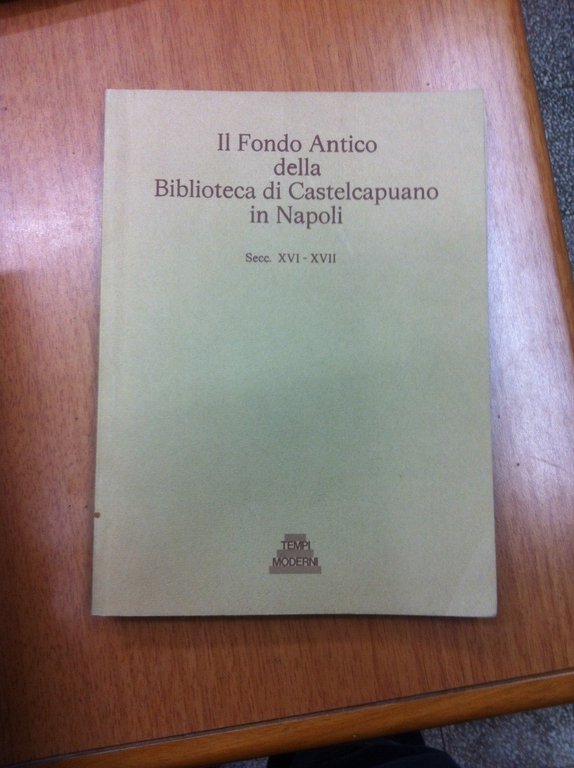 Il Fondo Antico
della
Biblioteca di Castelcapuano
in Napoli
Secc. XVI - XVII
TEMPI
MODERNI